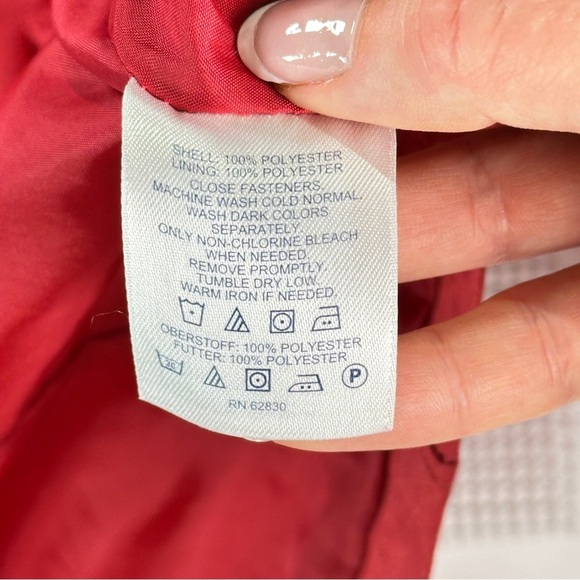 SHELL: 100% POLYESTER
LINING: 100% POLYESTER
CLOSE FASTENERS.
MACHINE WASH COLD NORMAL.
WASH DARK COLORS
SEPARATELY.
ONLY NON-CHLORINE BLEACH
WHEN NEEDED.
REMOVE PROMPTLY.
TUMBLE DRY LOW.
WARM IRON IF NEEDED.
OBERSTOFF: 100% POLYESTER
FUTTER: 100% POLYESTER
P
RN 62830